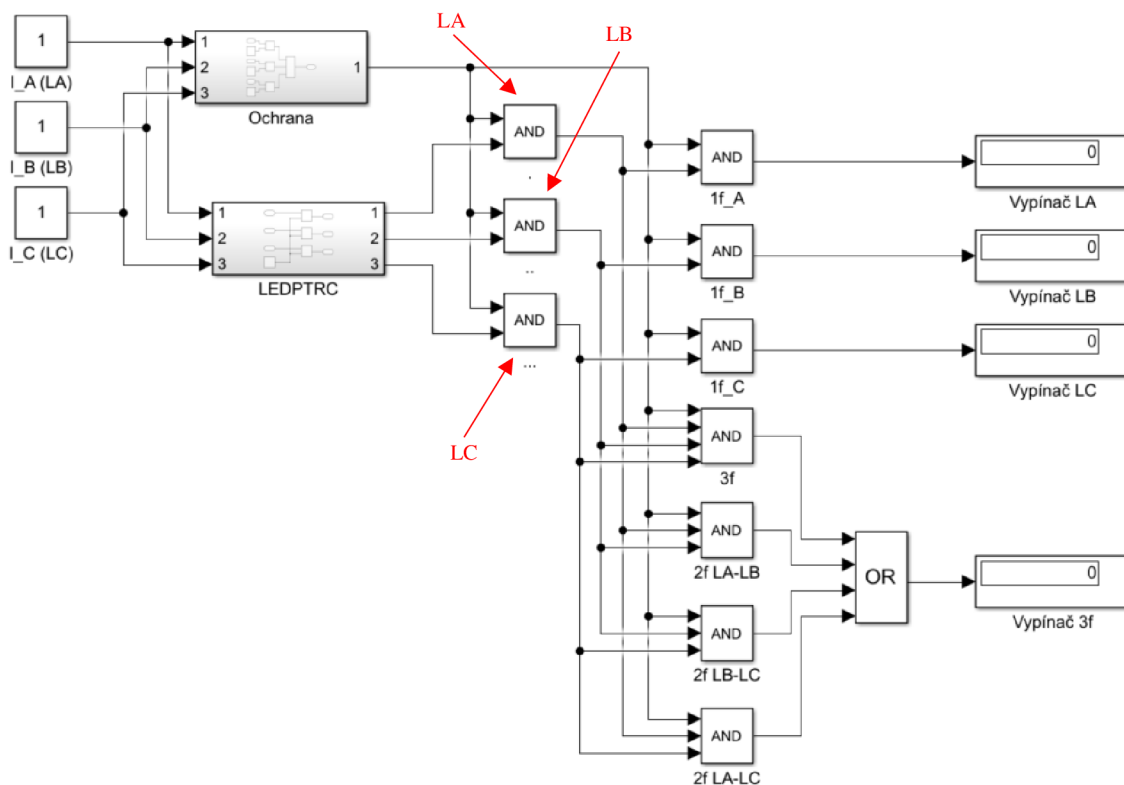 LA
LB
1
I_A (LA)
1
2
3
1
Ochrana
1
I_B (LB)
1
I_C (LC)
1
2
3
1
2
3
LEDPTRC
AND
.
AND
..
AND
...
LC
AND
1f_A
AND
1f_B
AND
1f_C
AND
3f
AND
2f LA-LB
AND
2f LB-LC
AND
2f LA-LC
OR
0
Vypínač LA
0
Vypínač LB
0
Vypínač LC
0
Vypínač 3f